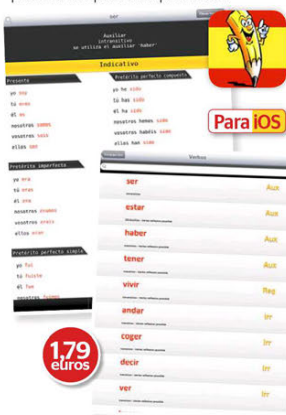 ser
Auxiliar
intransitivo
se utiliza el auxiliar 'haber'
Indicativo
Presente
yo soy
tú eres
él es
nosotros somos
vosotros sois
ellos son
Pretérito perfecto compuesto
yo he sido
tú has sido
él ha sido
nosotros hemos sido
vosotros habéis sido
ellos han sido
Pretérito imperfecto
yo era
tú eras
él era
nosotros éramos
vosotros erais
ellos eran
Pretérito perfecto simple
yo fui
tú fuiste
él fue
nosotros fuimos
Para iOS
Verbos
ser Aux
estar Aux
haber Aux
tener Aux
vivir Reg
andar Irr
coger Irr
decir Irr
ver Irr
1,79
euros